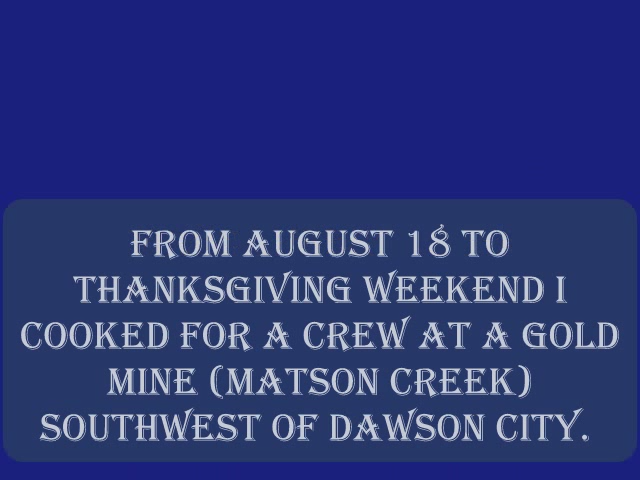 From August 18 to
Thanksgiving weekend I
cooked for a crew at a gold
mine (Matson Creek)
southwest of Dawson City.